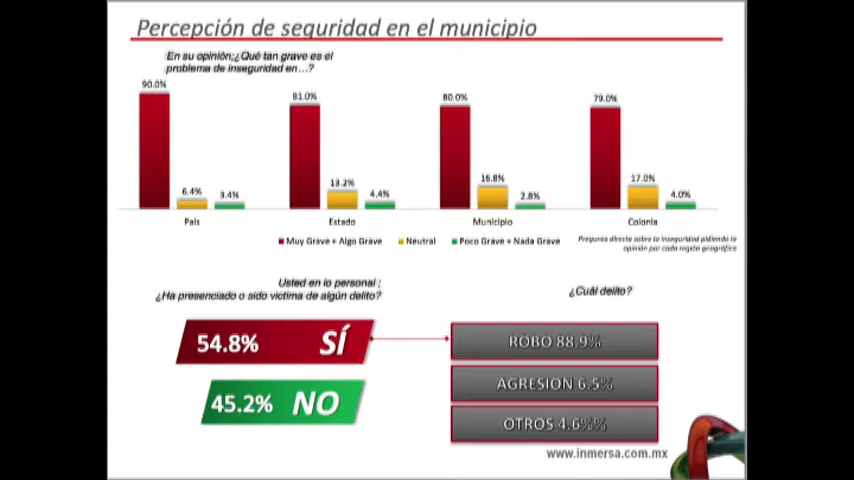 Percepción de seguridad en el municipio
En su opinión;¿Qué tan grave es el
problema de inseguridad en...?
90.0%
6.4%
3.4%
81.0%
13.2%
4.4%
80.0%
16.8%
2.8%
79.0%
17.0%
4.0%
País
Estado
Municipio
Colonia
Muy Grave + Algo Grave
Neutral
Poco Grave + Nada Grave
Pregunta directa sobre la inseguridad pidiendo la
opinión por cada región geográfica
Usted en lo personal ;
¿Ha presenciado o sido victima de algún delito?
¿Cuál delito?
54.8% SÍ
45.2% NO
ROBO 88.9%
AGRESION 6.5%
OTROS 4.6%%
www.inmersa.com.mx